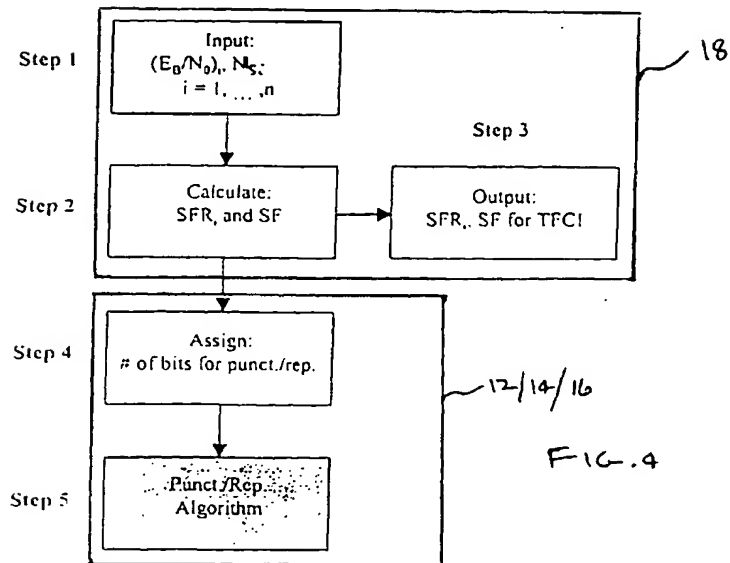 Step 1
Input:
(E_B/N_0)_i, N_S;
i = 1, ... ,n
18
Step 3
Step 2
Calculate:
SFR, and SF
Output:
SFR,. SF for TFCI
Step 4
Assign:
# of bits for punct./rep.
12/14/16
FIG.4
Step 5
Punct./Rep.
Algorithm